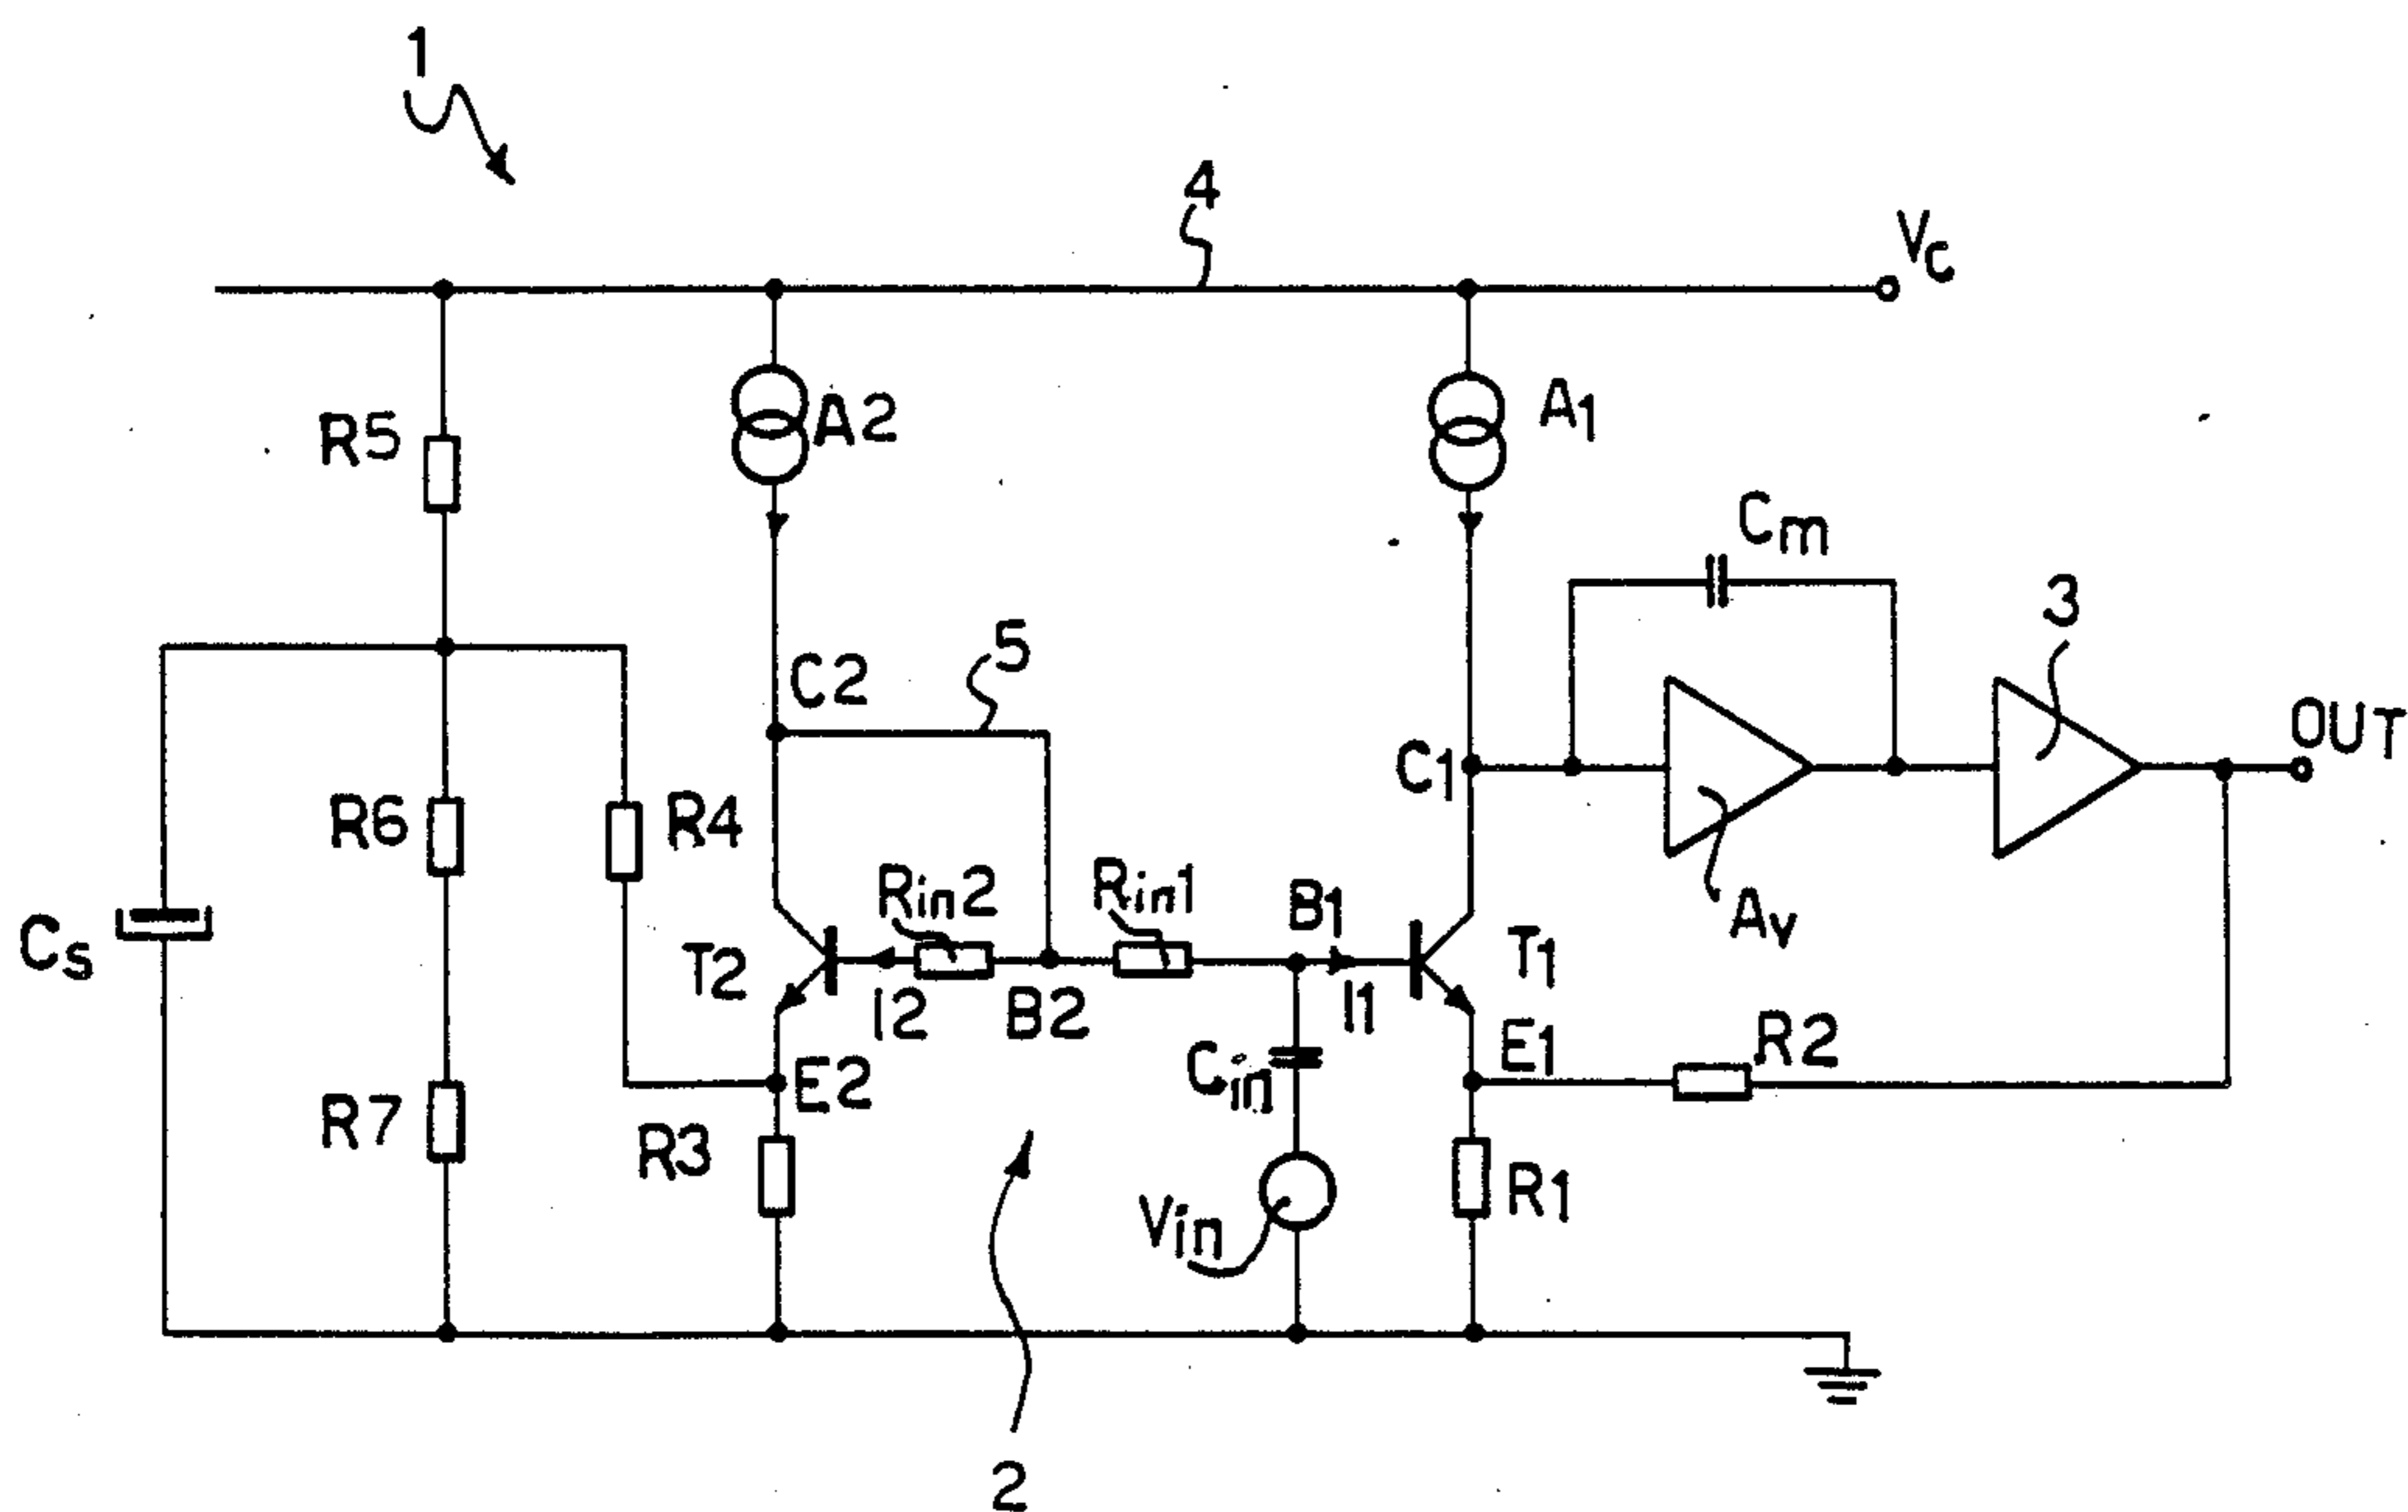 1
4
Vc
R5
A2
A1
Cm
3
C2
5
OUT
C1
R6
R4
Rin2
Rin1
B1
Av
Cs
T2
T1
I2
B2
I1
E1
R2
Cin
E2
R7
R3
R1
Vin
2